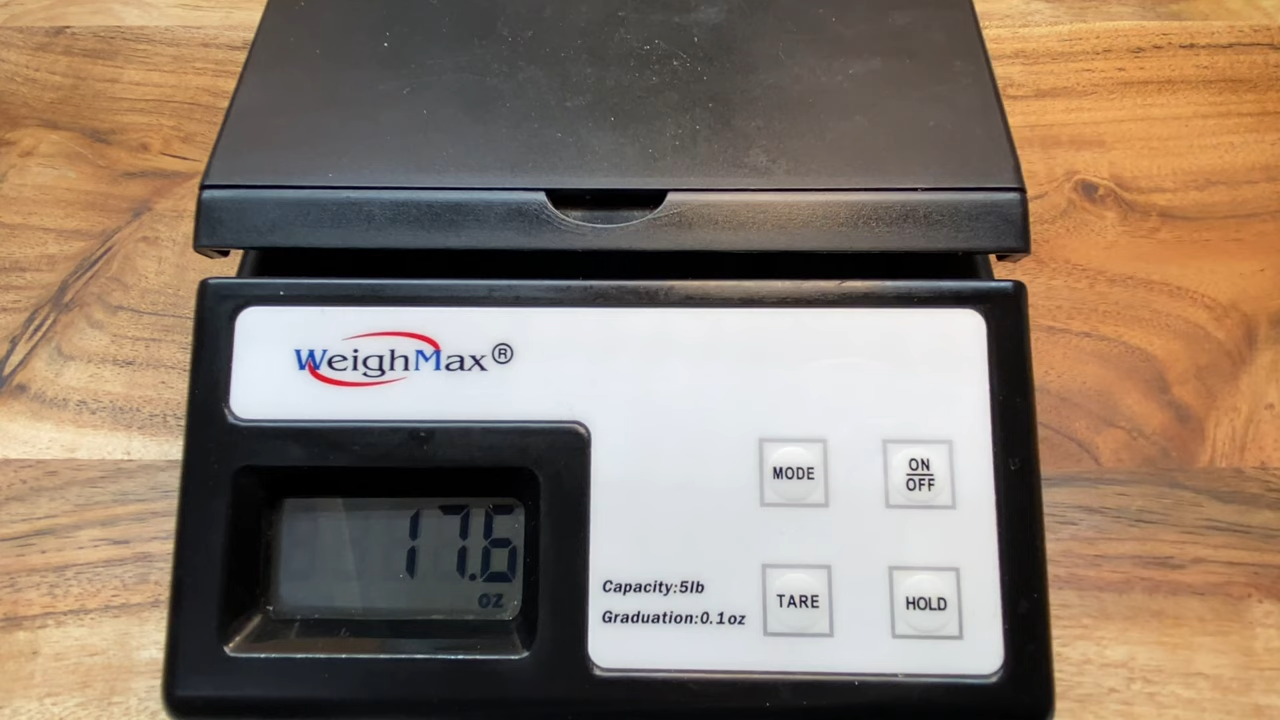 WeighMax®
MODE
ON
OFF
17.6
oz
Capacity:5lb
Graduation:0.1oz
TARE
HOLD